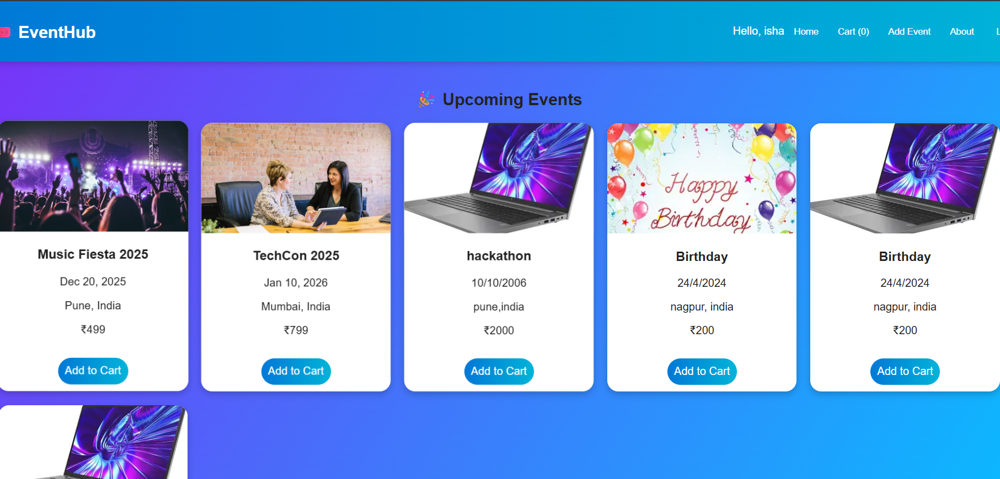 EventHub
Hello, isha Home Cart (0) Add Event About L
Upcoming Events
Happy
Birthday
Music Fiesta 2025
Dec 20, 2025
Pune, India
₹499
Add to Cart
TechCon 2025
Jan 10, 2026
Mumbai, India
₹799
Add to Cart
hackathon
10/10/2006
pune,india
₹2000
Add to Cart
Birthday
24/4/2024
nagpur, india
₹200
Add to Cart
Birthday
24/4/2024
nagpur, india
₹200
Add to Cart